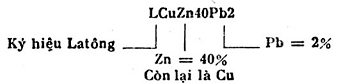 LCuZn40Pb2
Ký hiệu Latông
Pb = 2%
Zn = 40%
Còn lại là Cu